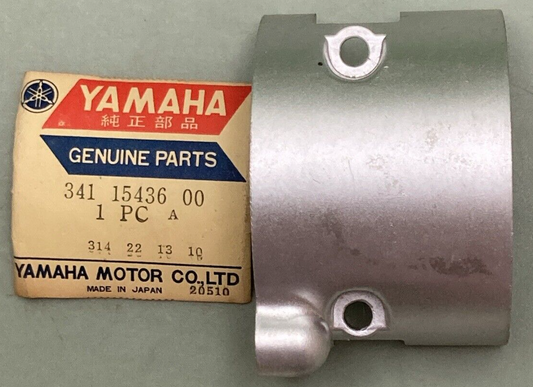 YAMAHA
純正部品
GENUINE PARTS
341 15436 00
1 PC A
314 22 13 10
YAMAHA MOTOR CO.,LTD
MADE IN JAPAN 20510